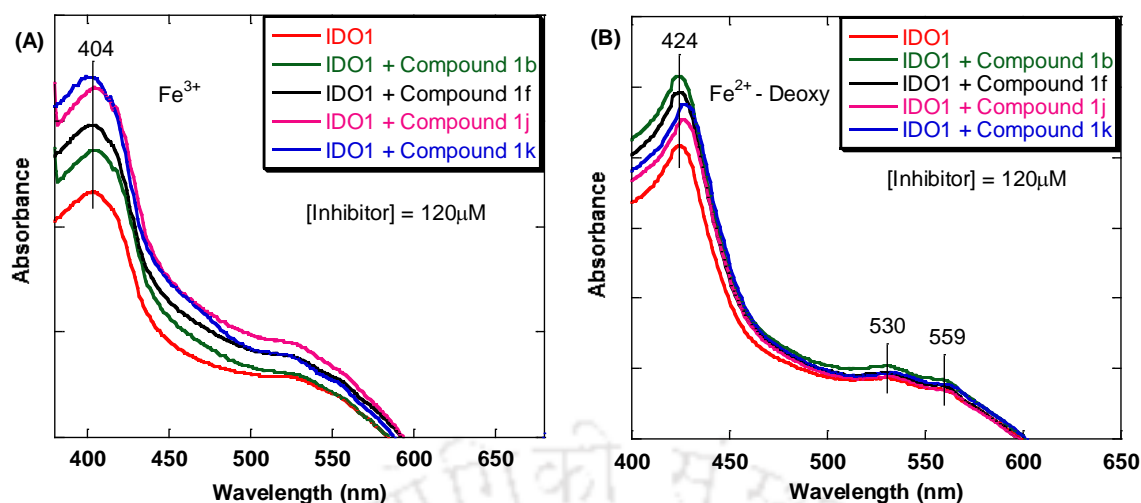 (A)
404
Fe³⁺
IDO1
IDO1 + Compound 1b
IDO1 + Compound 1f
IDO1 + Compound 1j
IDO1 + Compound 1k
[Inhibitor] = 120μM
Absorbance
400 450 500 550 600 650
Wavelength (nm)
(B)
424
Fe²⁺ - Deoxy
IDO1
IDO1 + Compound 1b
IDO1 + Compound 1f
IDO1 + Compound 1j
IDO1 + Compound 1k
[Inhibitor] = 120μM
530
559
Absorbance
400 450 500 550 600 650
Wavelength (nm)